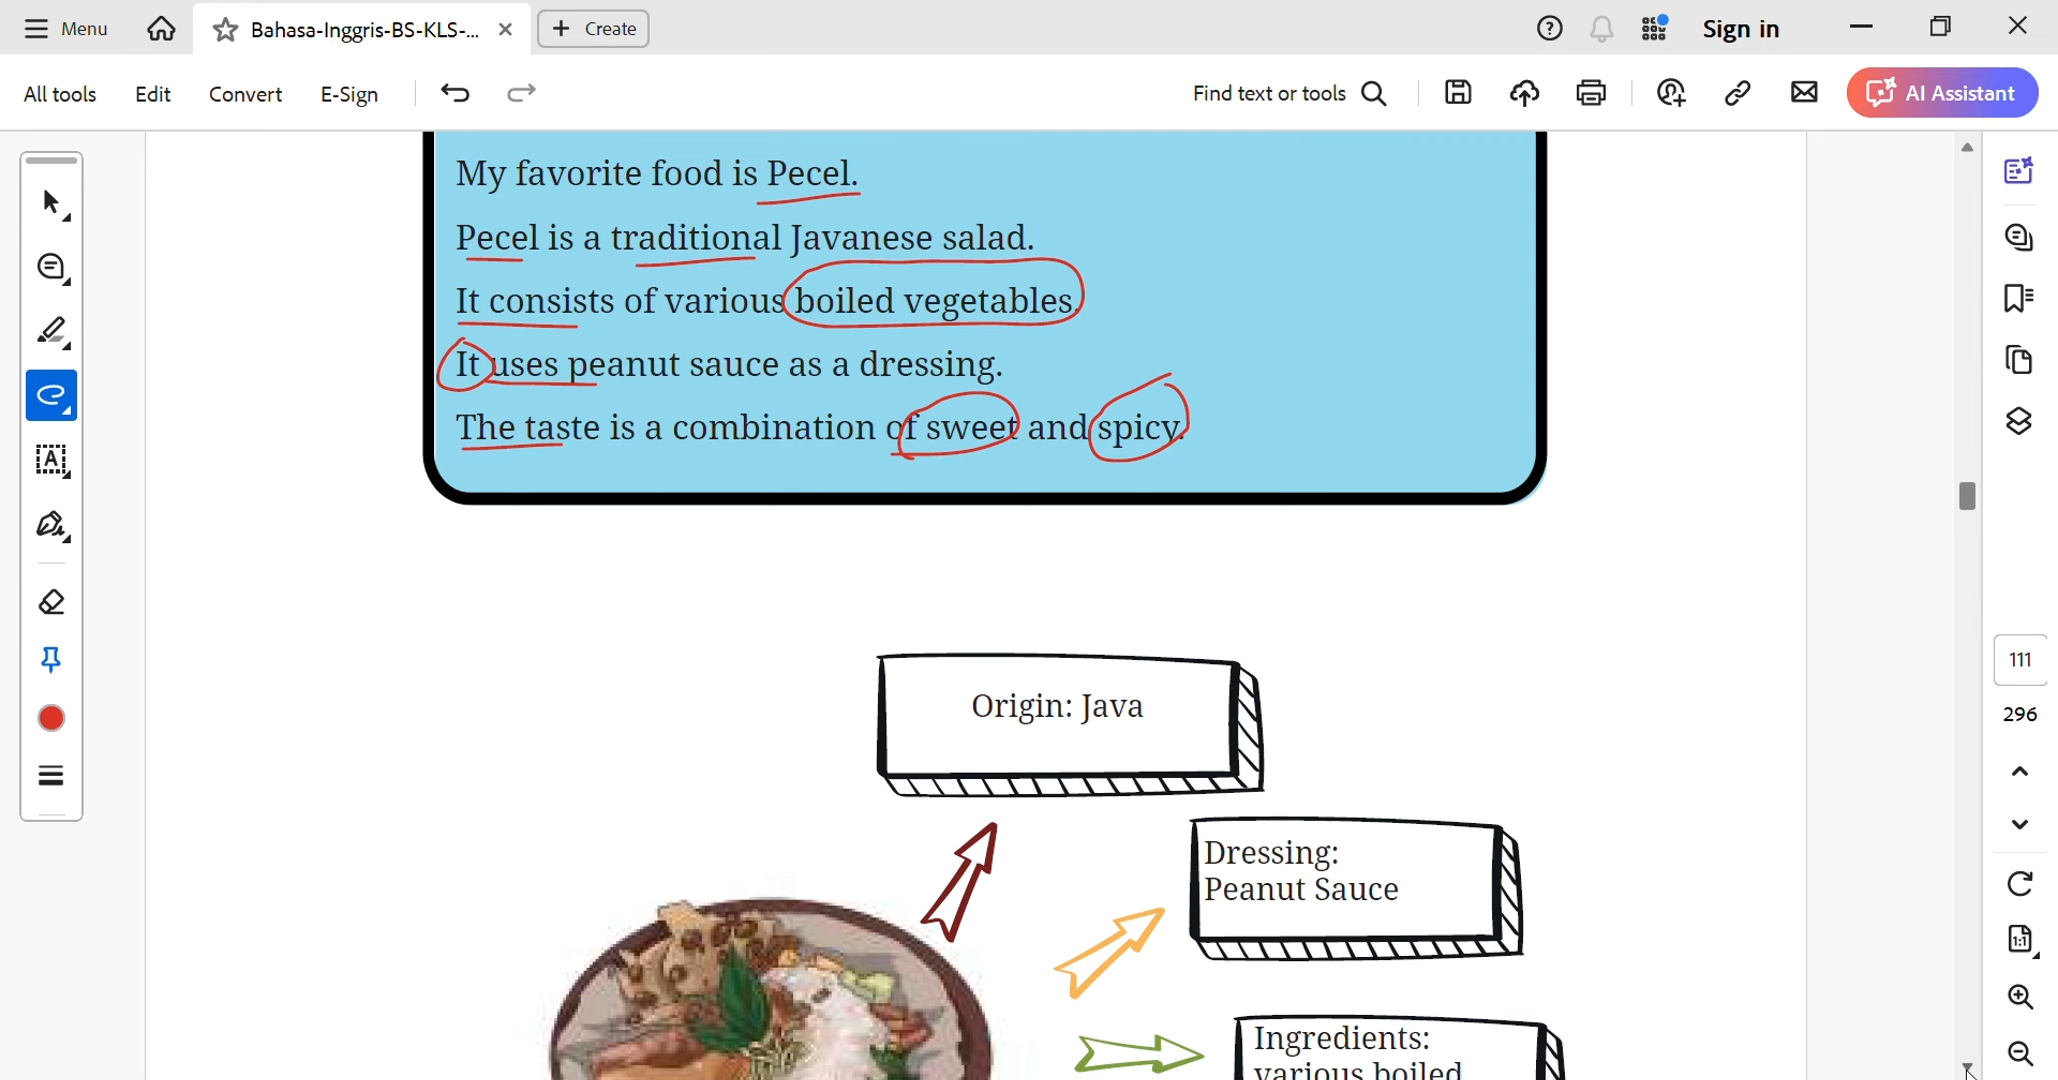 Menu
Bahasa-Inggris-BS-KLS-...
Create
Sign in
All tools
Edit
Convert
E-Sign
Find text or tools
AI Assistant
My favorite food is Pecel.
Pecel is a traditional Javanese salad.
It consists of various boiled vegetables.
It uses peanut sauce as a dressing.
The taste is a combination of sweet and spicy.
A
111
296
Origin: Java
Dressing:
Peanut Sauce
1:1
Ingredients:
various boiled